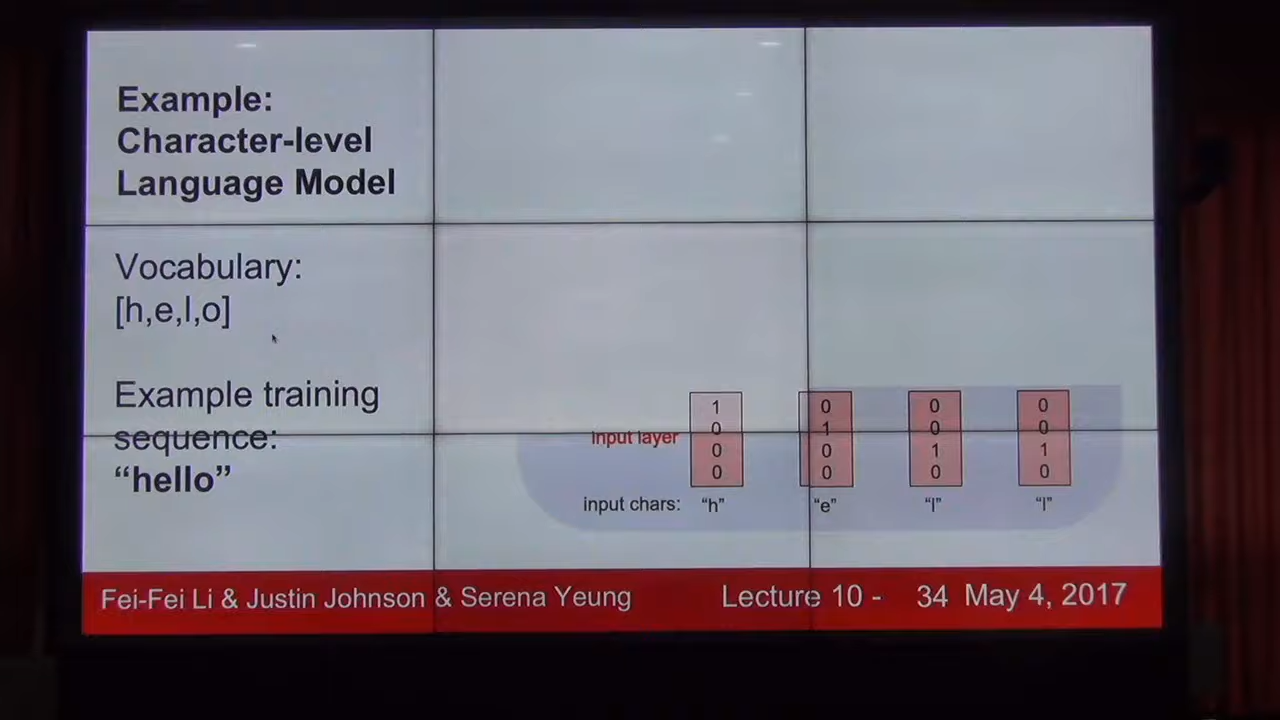 Example:
Character-level
Language Model
Vocabulary:
[h,e,l,o]
Example training
sequence:
“hello”
1 0 0 0
0 1 0 0
input layer
0 0 1 1
0 0 0 0
input chars: “h” “e” “l” “l”
Fei-Fei Li & Justin Johnson & Serena Yeung Lecture 10 - 34 May 4, 2017